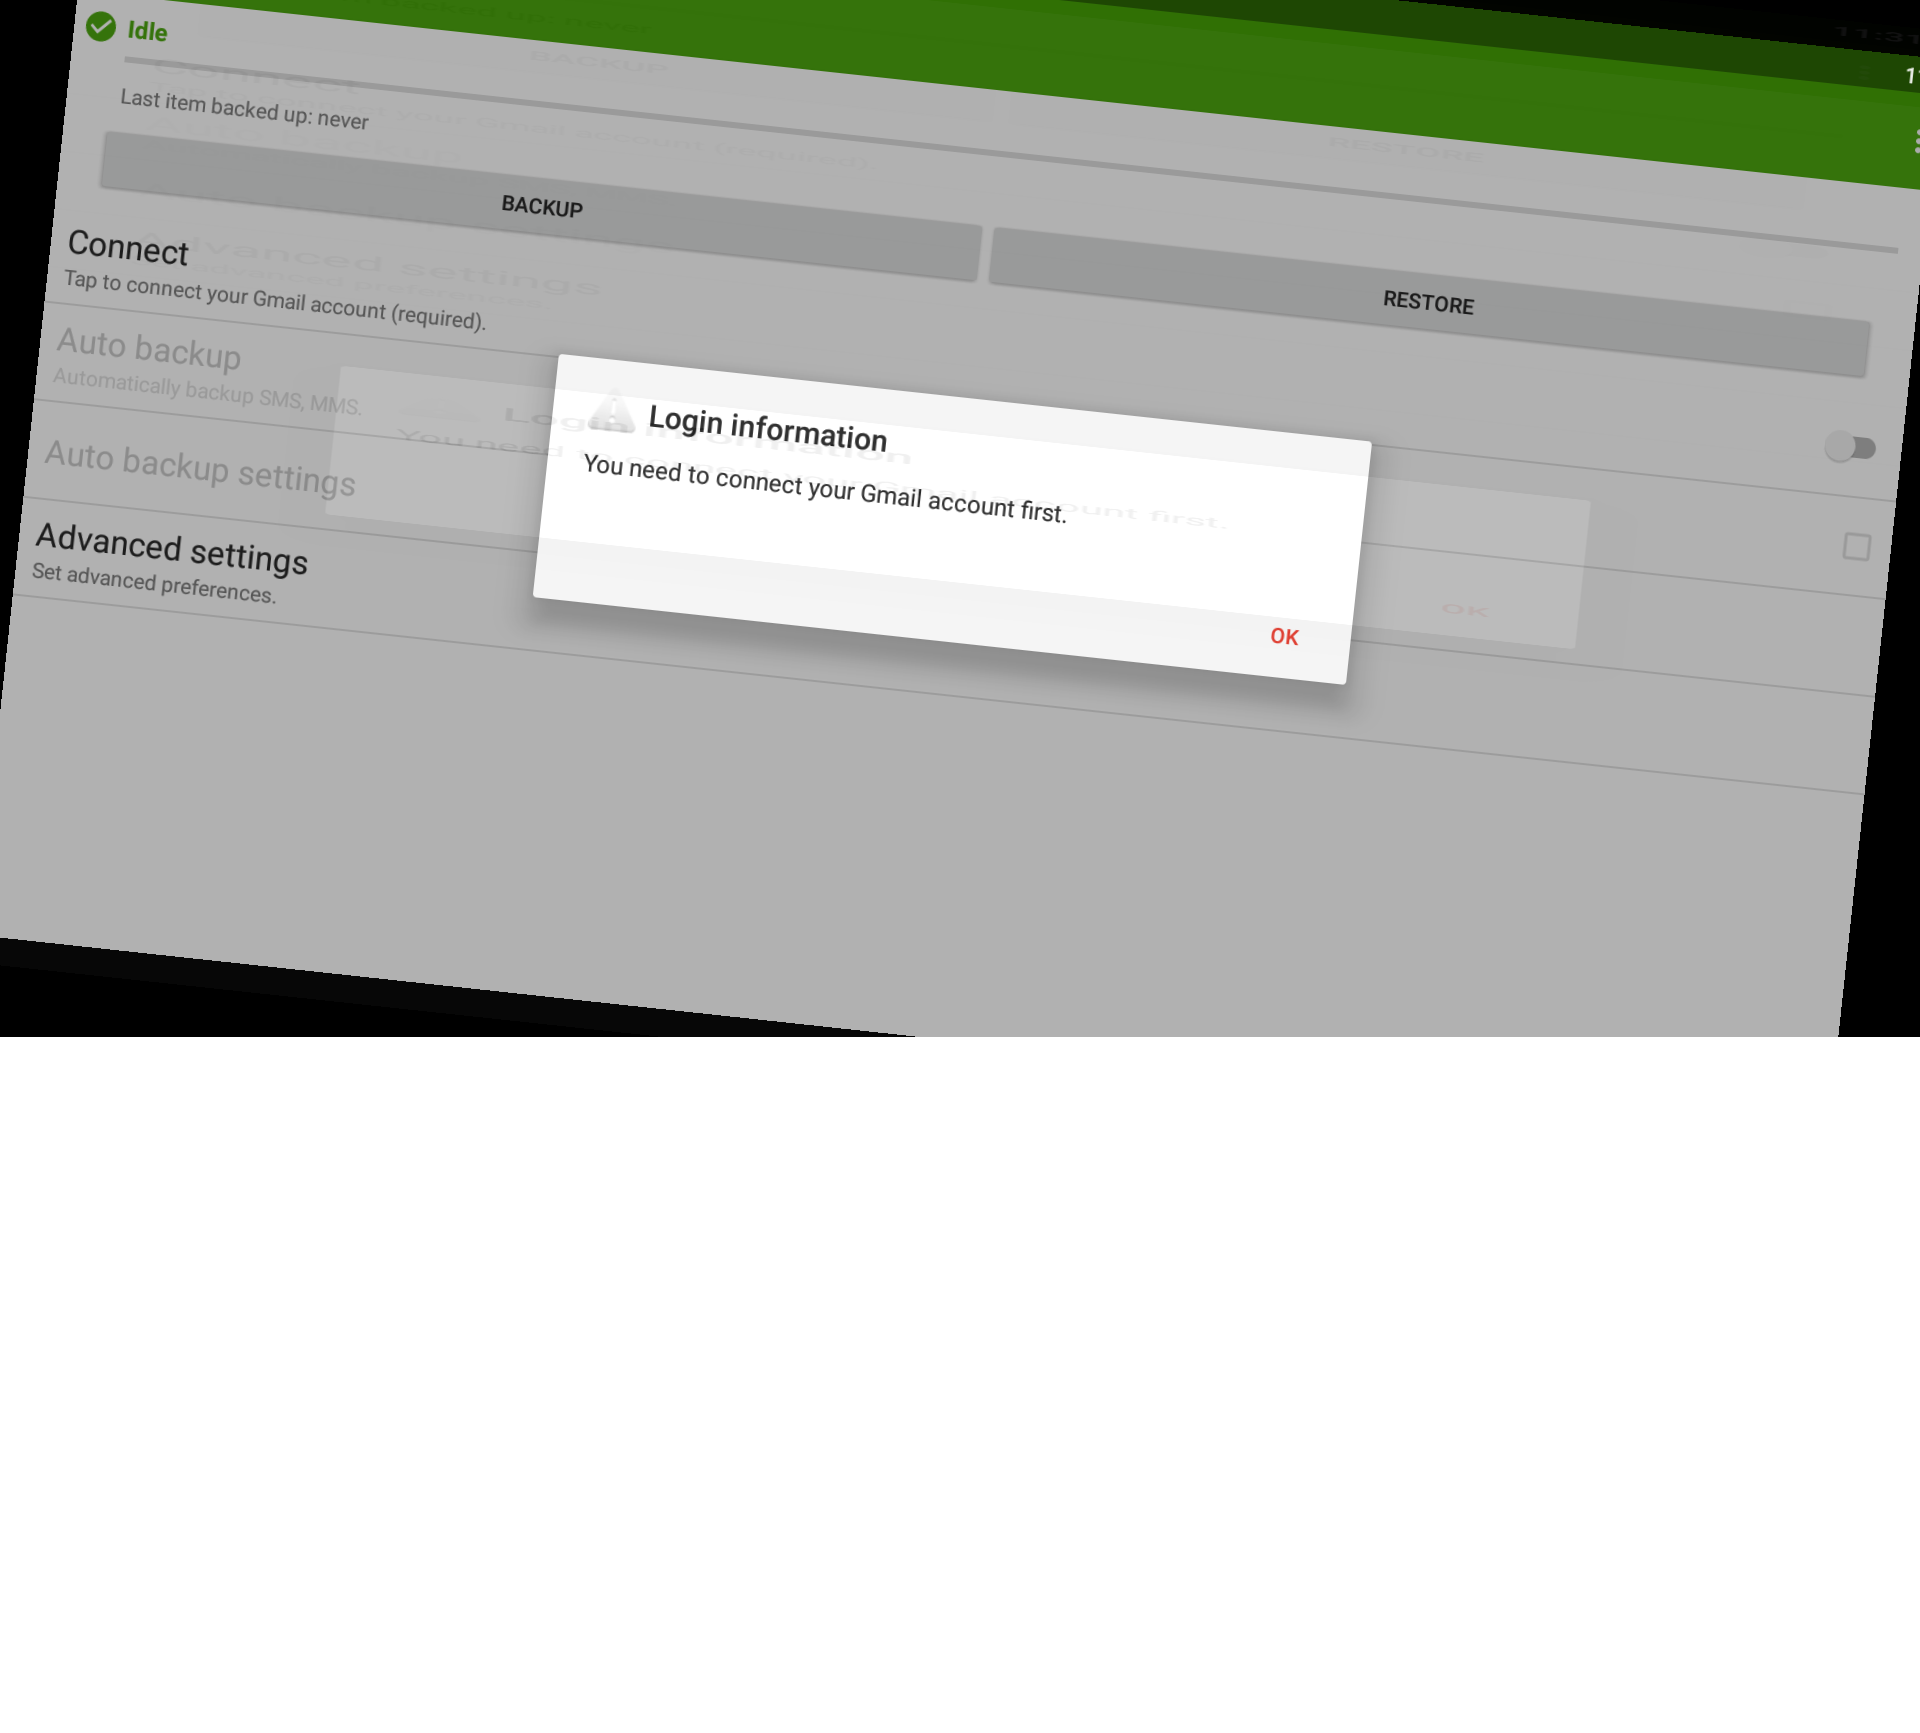 Idle
Last item backed up: never
BACKUP
RESTORE
Connect
Tap to connect your Gmail account (required).
Auto backup
Automatically backup SMS, MMS.
Auto backup settings
Advanced settings
Set advanced preferences.
Login information
You need to connect your Gmail account first.
OK